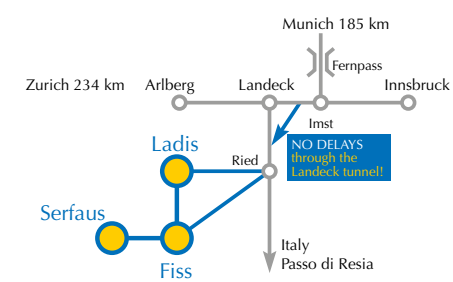 Munich 185 km
Fernpass
Zurich 234 km
Arlberg
Landeck
Innsbruck
Imst
NO DELAYS
through the
Landeck tunnel!
Ladis
Ried
Serfaus
Fiss
Italy
Passo di Resia